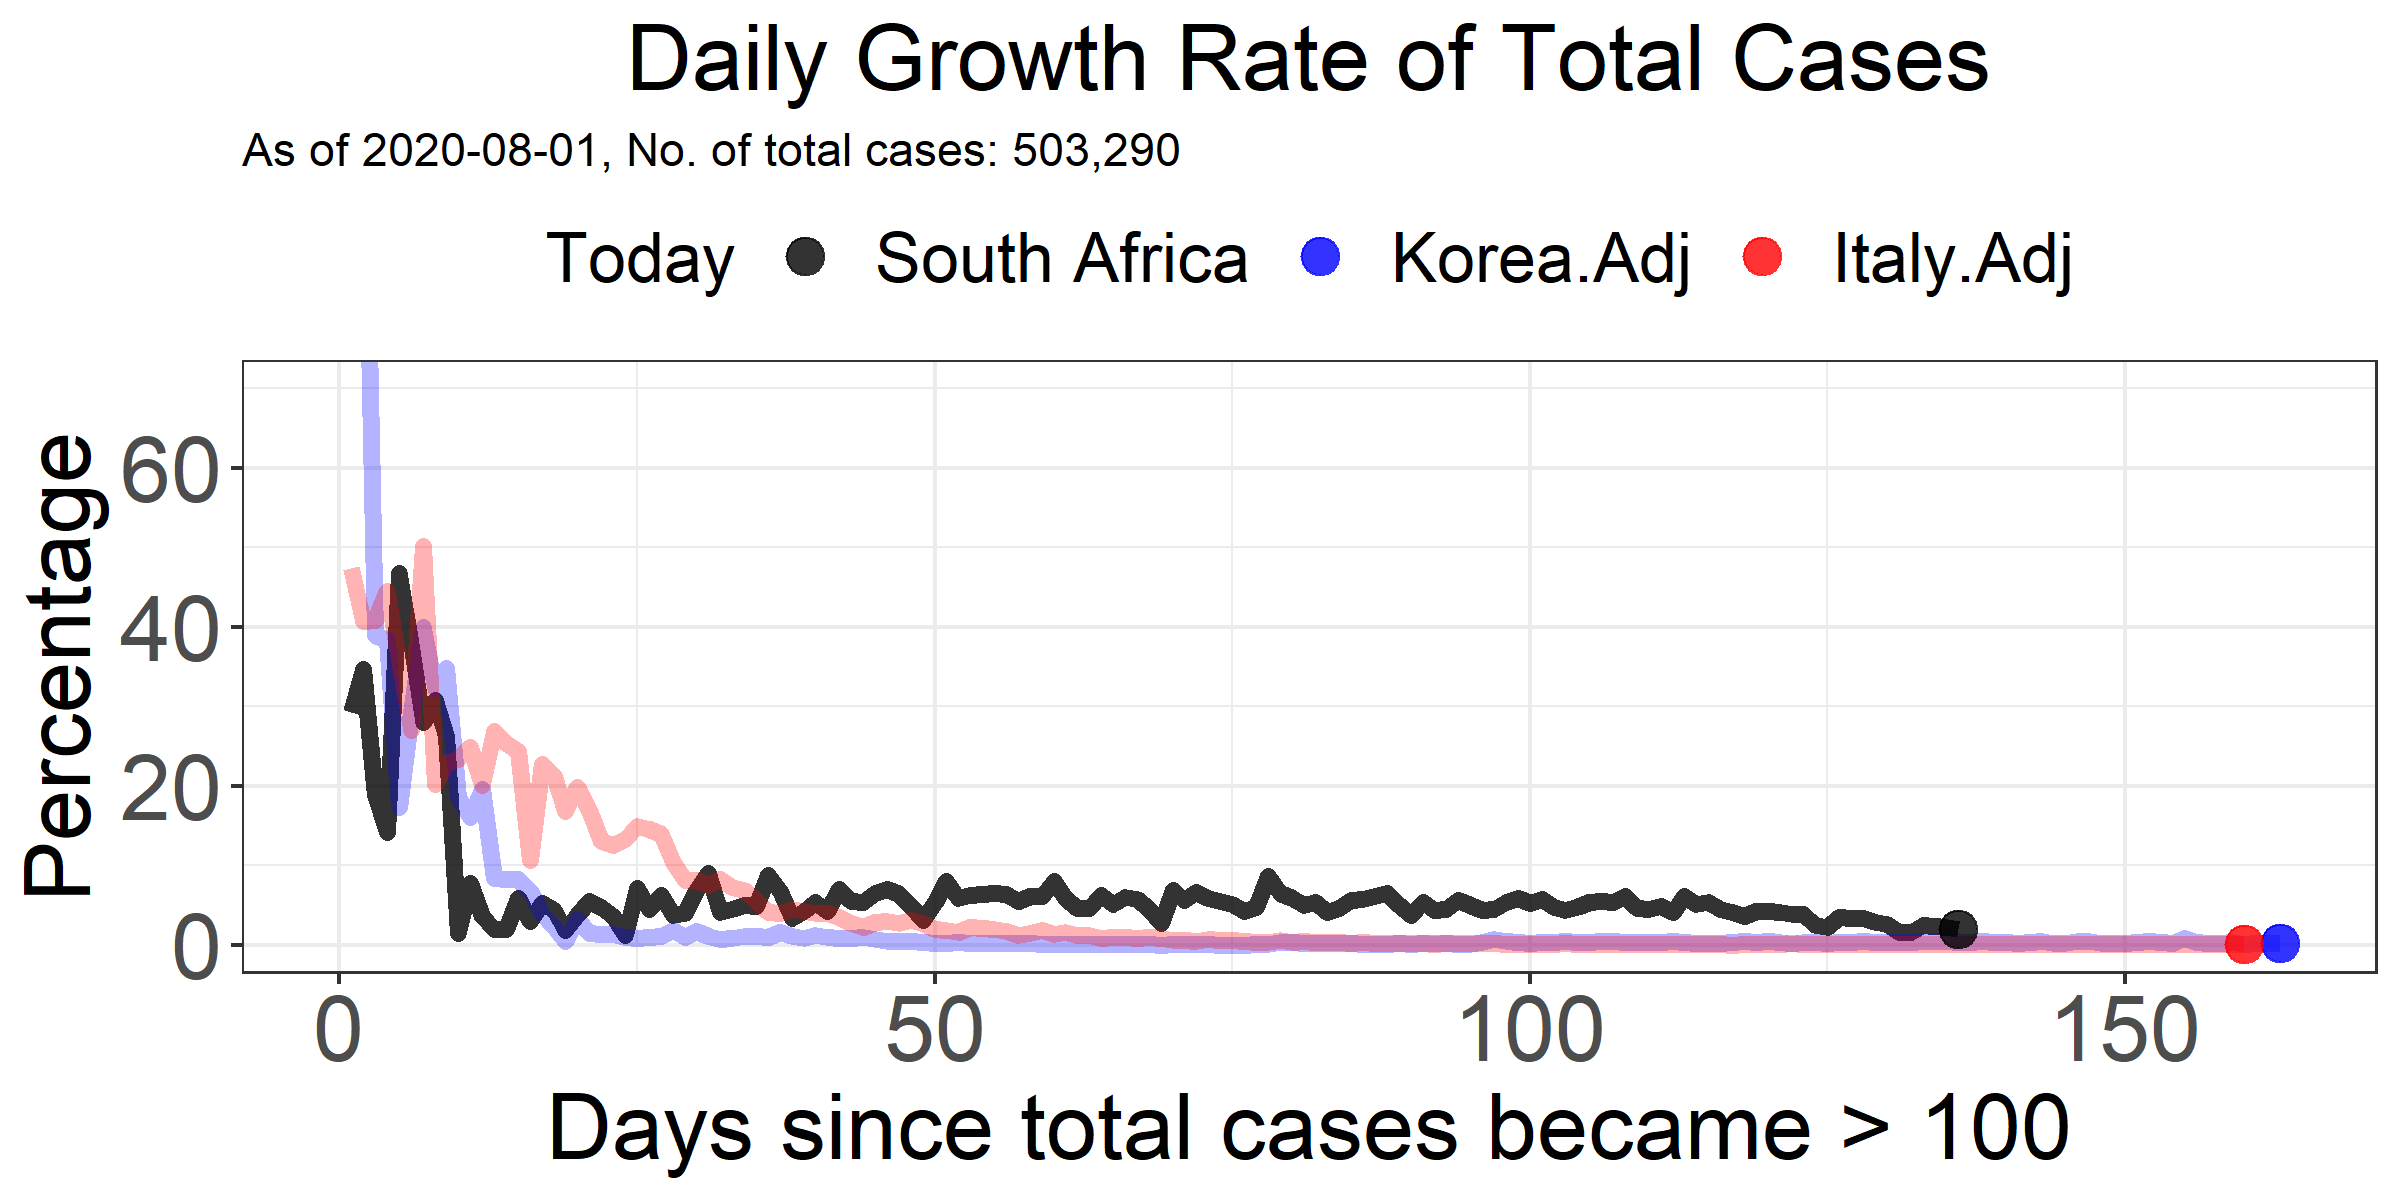 Daily Growth Rate of Total Cases
As of 2020-08-01, No. of total cases: 503,290
Today South Africa Korea.Adj Italy.Adj
Percentage
60
40
20
0
0 50 100 150
Days since total cases became > 100